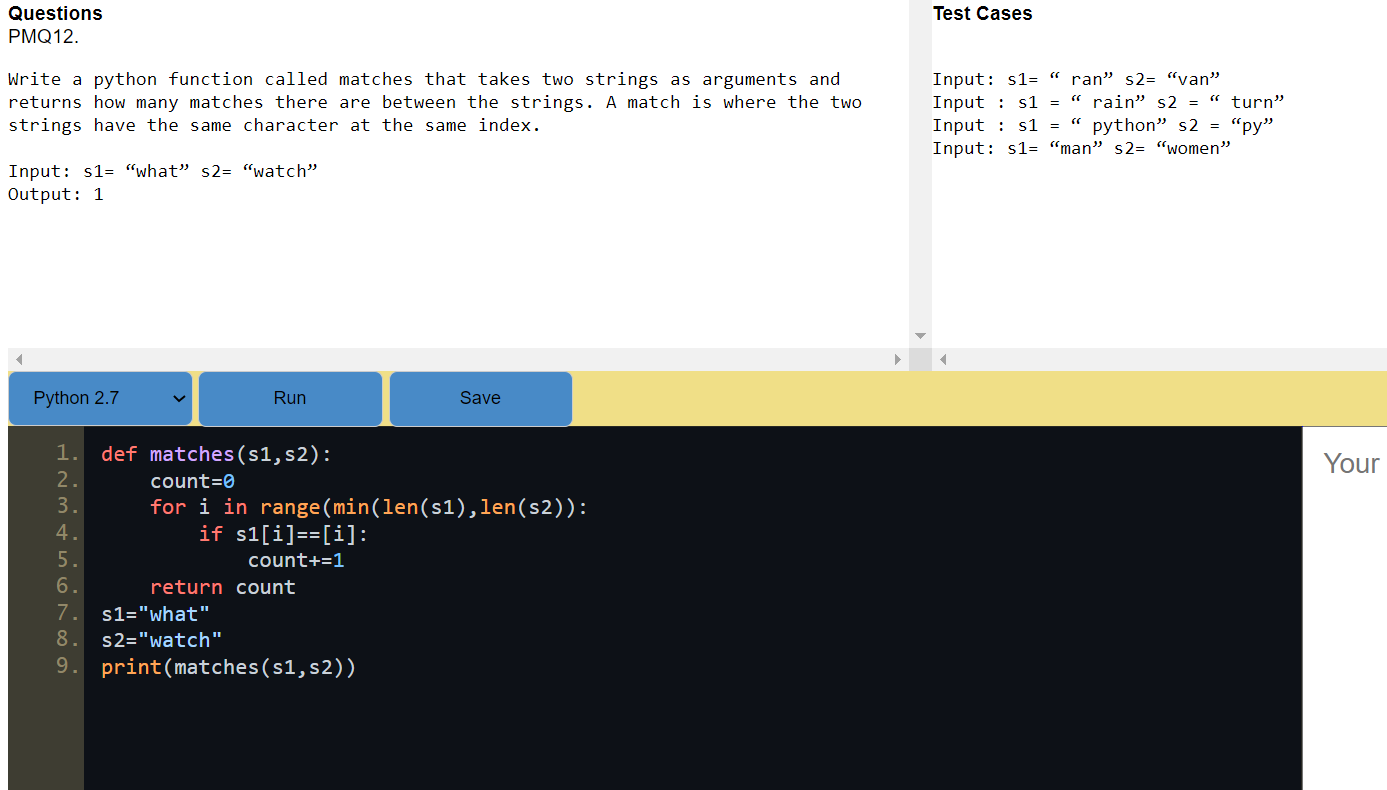 Questions
PMQ12.
Write a python function called matches that takes two strings as arguments and
returns how many matches there are between the strings. A match is where the two
strings have the same character at the same index.
Input: s1= “what” s2= “watch”
Output: 1
Test Cases
Input: s1= “ ran” s2= “van”
Input : s1 = “ rain” s2 = “ turn”
Input : s1 = “ python” s2 = “py”
Input: s1= “man” s2= “women”
Python 2.7
Run
Save
1. def matches(s1,s2):
2.     count=0
3.     for i in range(min(len(s1),len(s2)):
4.         if s1[i]==[i]:
5.             count+=1
6.     return count
7. s1="what"
8. s2="watch"
9. print(matches(s1,s2))
Your